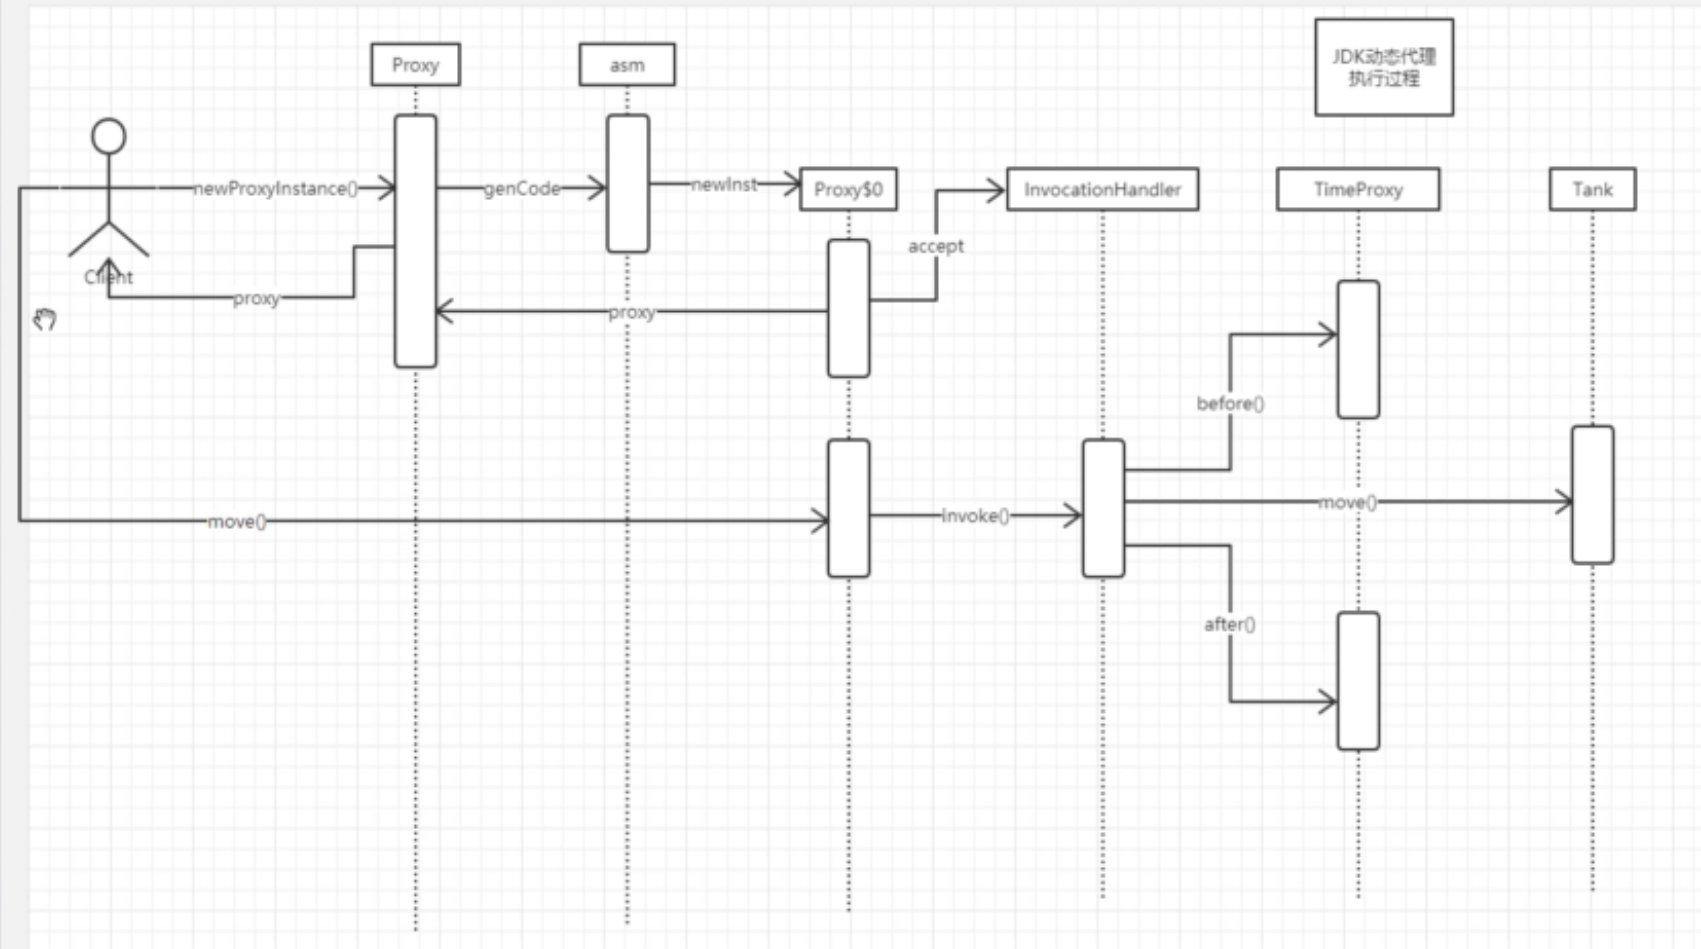 Proxy
asm
JDK动态代理
执行过程
newProxyInstance()
genCode
newInst
Proxy$0
InvocationHandler
TimeProxy
Tank
accept
Client
proxy
proxy
before()
move()
invoke()
move()
after()